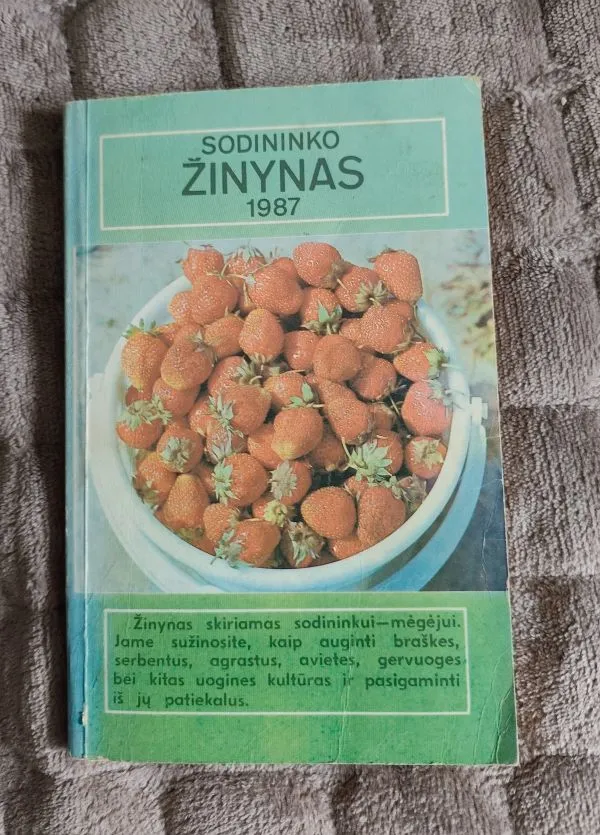 SODININKO
ŽINYNAS
1987
Žinynas skiriamas sodininkui—mėgėjui.
Jame sužinosite, kaip auginti braškes,
serbentus, agrastus, avietes, gervuoges
bei kitas uogines kultūras ir pasigaminti
iš jų patiekalus.